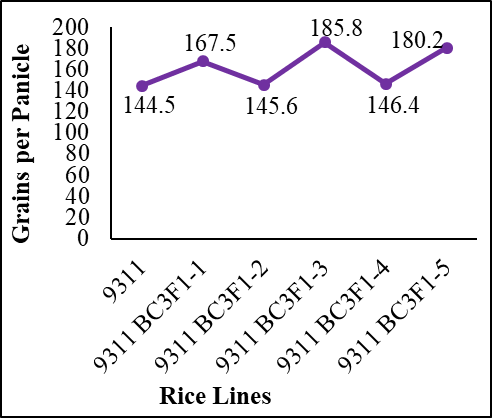 Grains per Panicle
200
180
160
140
120
100
80
60
40
20
0
144.5
167.5
145.6
185.8
146.4
180.2
9311
9311 BC3F1-1
9311 BC3F1-2
9311 BC3F1-3
9311 BC3F1-4
9311 BC3F1-5
Rice Lines